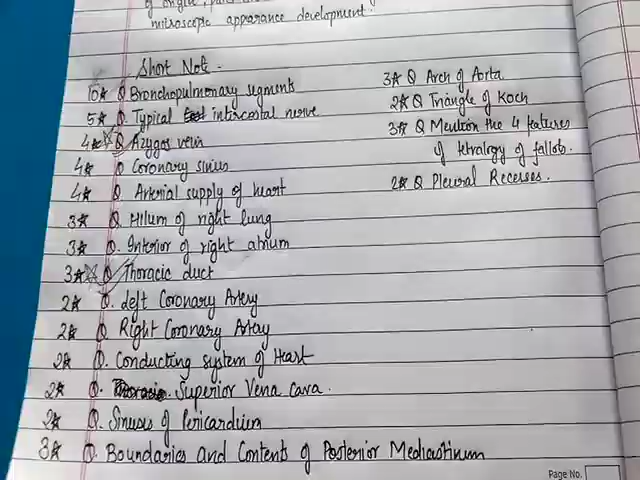 of origin,
microscopic apparance development.
Short Note -
10☆ Q Bronchopulmonary segments
5☆ Q. Typical intercostal nerve
4☆ Q Azygos vein
4☆ Q Coronary sinus
4☆ Q. Arterial supply of heart
3☆ Q. Hilum of right lung
3☆ Q. Interior of right atrium
3☆ Q Thoracic duct
2☆ Q. Left Coronary Artery
2☆ Q. Right Coronary Artery
2☆ Q. Conducting system of Heart
2☆ Q. Superior Vena Cava.
2☆ Q. Sinuses of Pericardium
3☆ Q. Boundaries and Contents of Posterior Mediastinum
3☆ Q Arch of Aorta.
2☆ Q Triangle of Koch
3☆ Q Mention the 4 features
of tetralogy of fallots.
2☆ Q Pleural Recesses.
Page No.